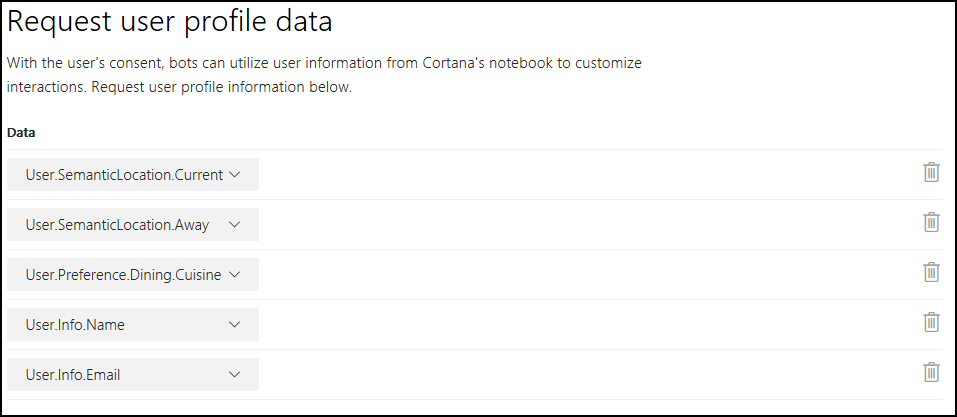 Request user profile data
With the user's consent, bots can utilize user information from Cortana's notebook to customize
interactions. Request user profile information below.
Data
User.SemanticLocation.Current
User.SemanticLocation.Away
User.Preference.Dining.Cuisine
User.Info.Name
User.Info.Email